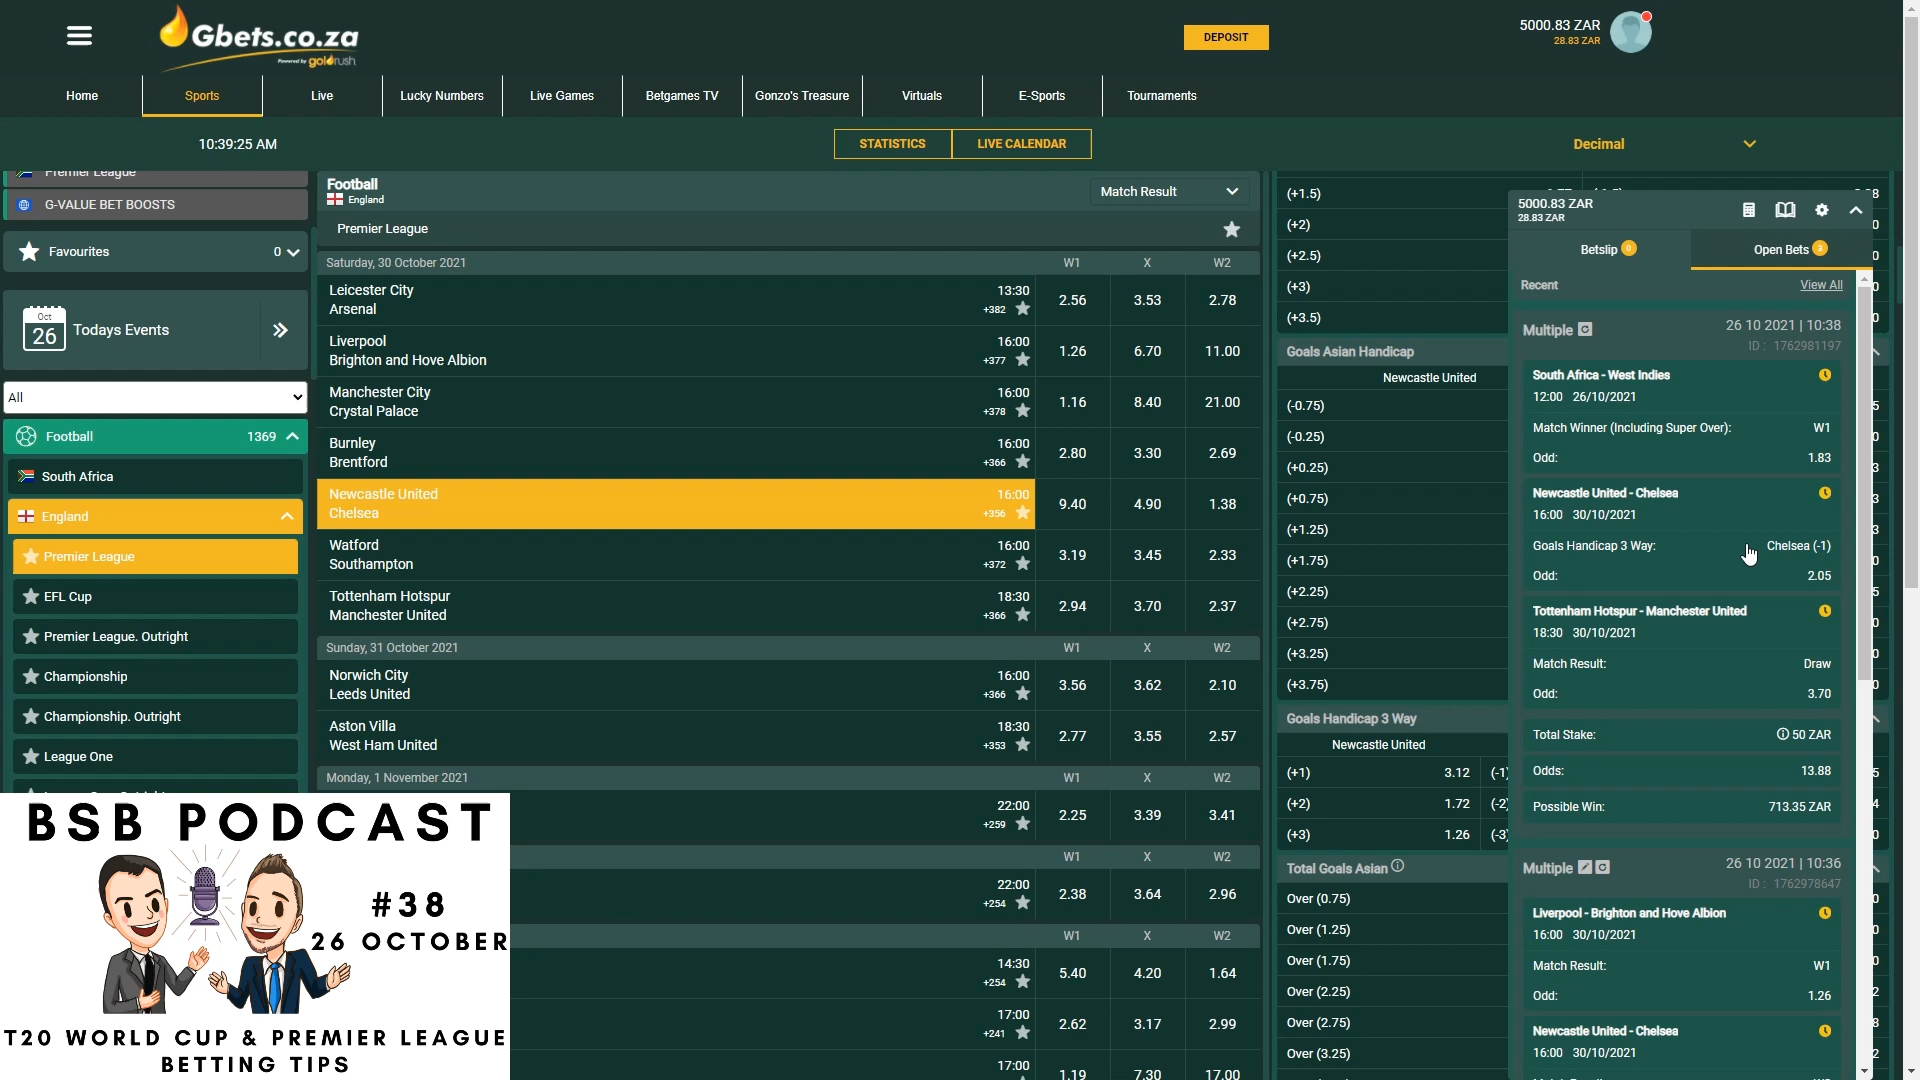 Gbets.co.za
Powered by goldrush
DEPOSIT
5000.83 ZAR
28.83 ZAR
Home
Sports
Live
Lucky Numbers
Live Games
Betgames TV
Gonzo's Treasure
Virtuals
E-Sports
Tournaments
10:39:25 AM
STATISTICS
LIVE CALENDAR
Decimal
Premier League
G-VALUE BET BOOSTS
Favourites 0
Oct
26
Todays Events
All
Football 1369
South Africa
England
Premier League
EFL Cup
Premier League. Outright
Championship
Championship. Outright
League One
Football
England
Match Result
Premier League
Saturday, 30 October 2021 W1 X W2
Leicester City 13:30
Arsenal +382 2.56 3.53 2.78
Liverpool 16:00
Brighton and Hove Albion +377 1.26 6.70 11.00
Manchester City 16:00
Crystal Palace +378 1.16 8.40 21.00
Burnley 16:00
Brentford +366 2.80 3.30 2.69
Newcastle United 16:00
Chelsea +356 9.40 4.90 1.38
Watford 16:00
Southampton +372 3.19 3.45 2.33
Tottenham Hotspur 18:30
Manchester United +366 2.94 3.70 2.37
Sunday, 31 October 2021 W1 X W2
Norwich City 16:00
Leeds United +366 3.56 3.62 2.10
Aston Villa 18:30
West Ham United +353 2.77 3.55 2.57
Monday, 1 November 2021 W1 X W2
22:00
+259 2.25 3.39 3.41
W1 X W2
22:00
+254 2.38 3.64 2.96
W1 X W2
14:30
+254 5.40 4.20 1.64
17:00
+241 2.62 3.17 2.99
17:00
1.19 7.30 17.00
(+1.5)
(+2)
(+2.5)
(+3)
(+3.5)
Goals Asian Handicap
Newcastle United
(-0.75)
(-0.25)
(+0.25)
(+0.75)
(+1.25)
(+1.75)
(+2.25)
(+2.75)
(+3.25)
(+3.75)
Goals Handicap 3 Way
Newcastle United
(+1) 3.12 (-1)
(+2) 1.72 (-2)
(+3) 1.26 (-3)
Total Goals Asian
Over (0.75)
Over (1.25)
Over (1.75)
Over (2.25)
Over (2.75)
Over (3.25)
5000.83 ZAR
28.83 ZAR
Betslip 0
Open Bets 3
Recent View All
Multiple 26 10 2021 | 10:38
ID : 1762981197
South Africa - West Indies
12:00 26/10/2021
Match Winner (Including Super Over): W1
Odd: 1.83
Newcastle United - Chelsea
16:00 30/10/2021
Goals Handicap 3 Way: Chelsea (-1)
Odd: 2.05
Tottenham Hotspur - Manchester United
18:30 30/10/2021
Match Result: Draw
Odd: 3.70
Total Stake: 50 ZAR
Odds: 13.88
Possible Win: 713.35 ZAR
Multiple 26 10 2021 | 10:36
ID : 1762978647
Liverpool - Brighton and Hove Albion
16:00 30/10/2021
Match Result: W1
Odd: 1.26
Newcastle United - Chelsea
16:00 30/10/2021
BSB PODCAST
#38
26 OCTOBER
T20 WORLD CUP & PREMIER LEAGUE
BETTING TIPS